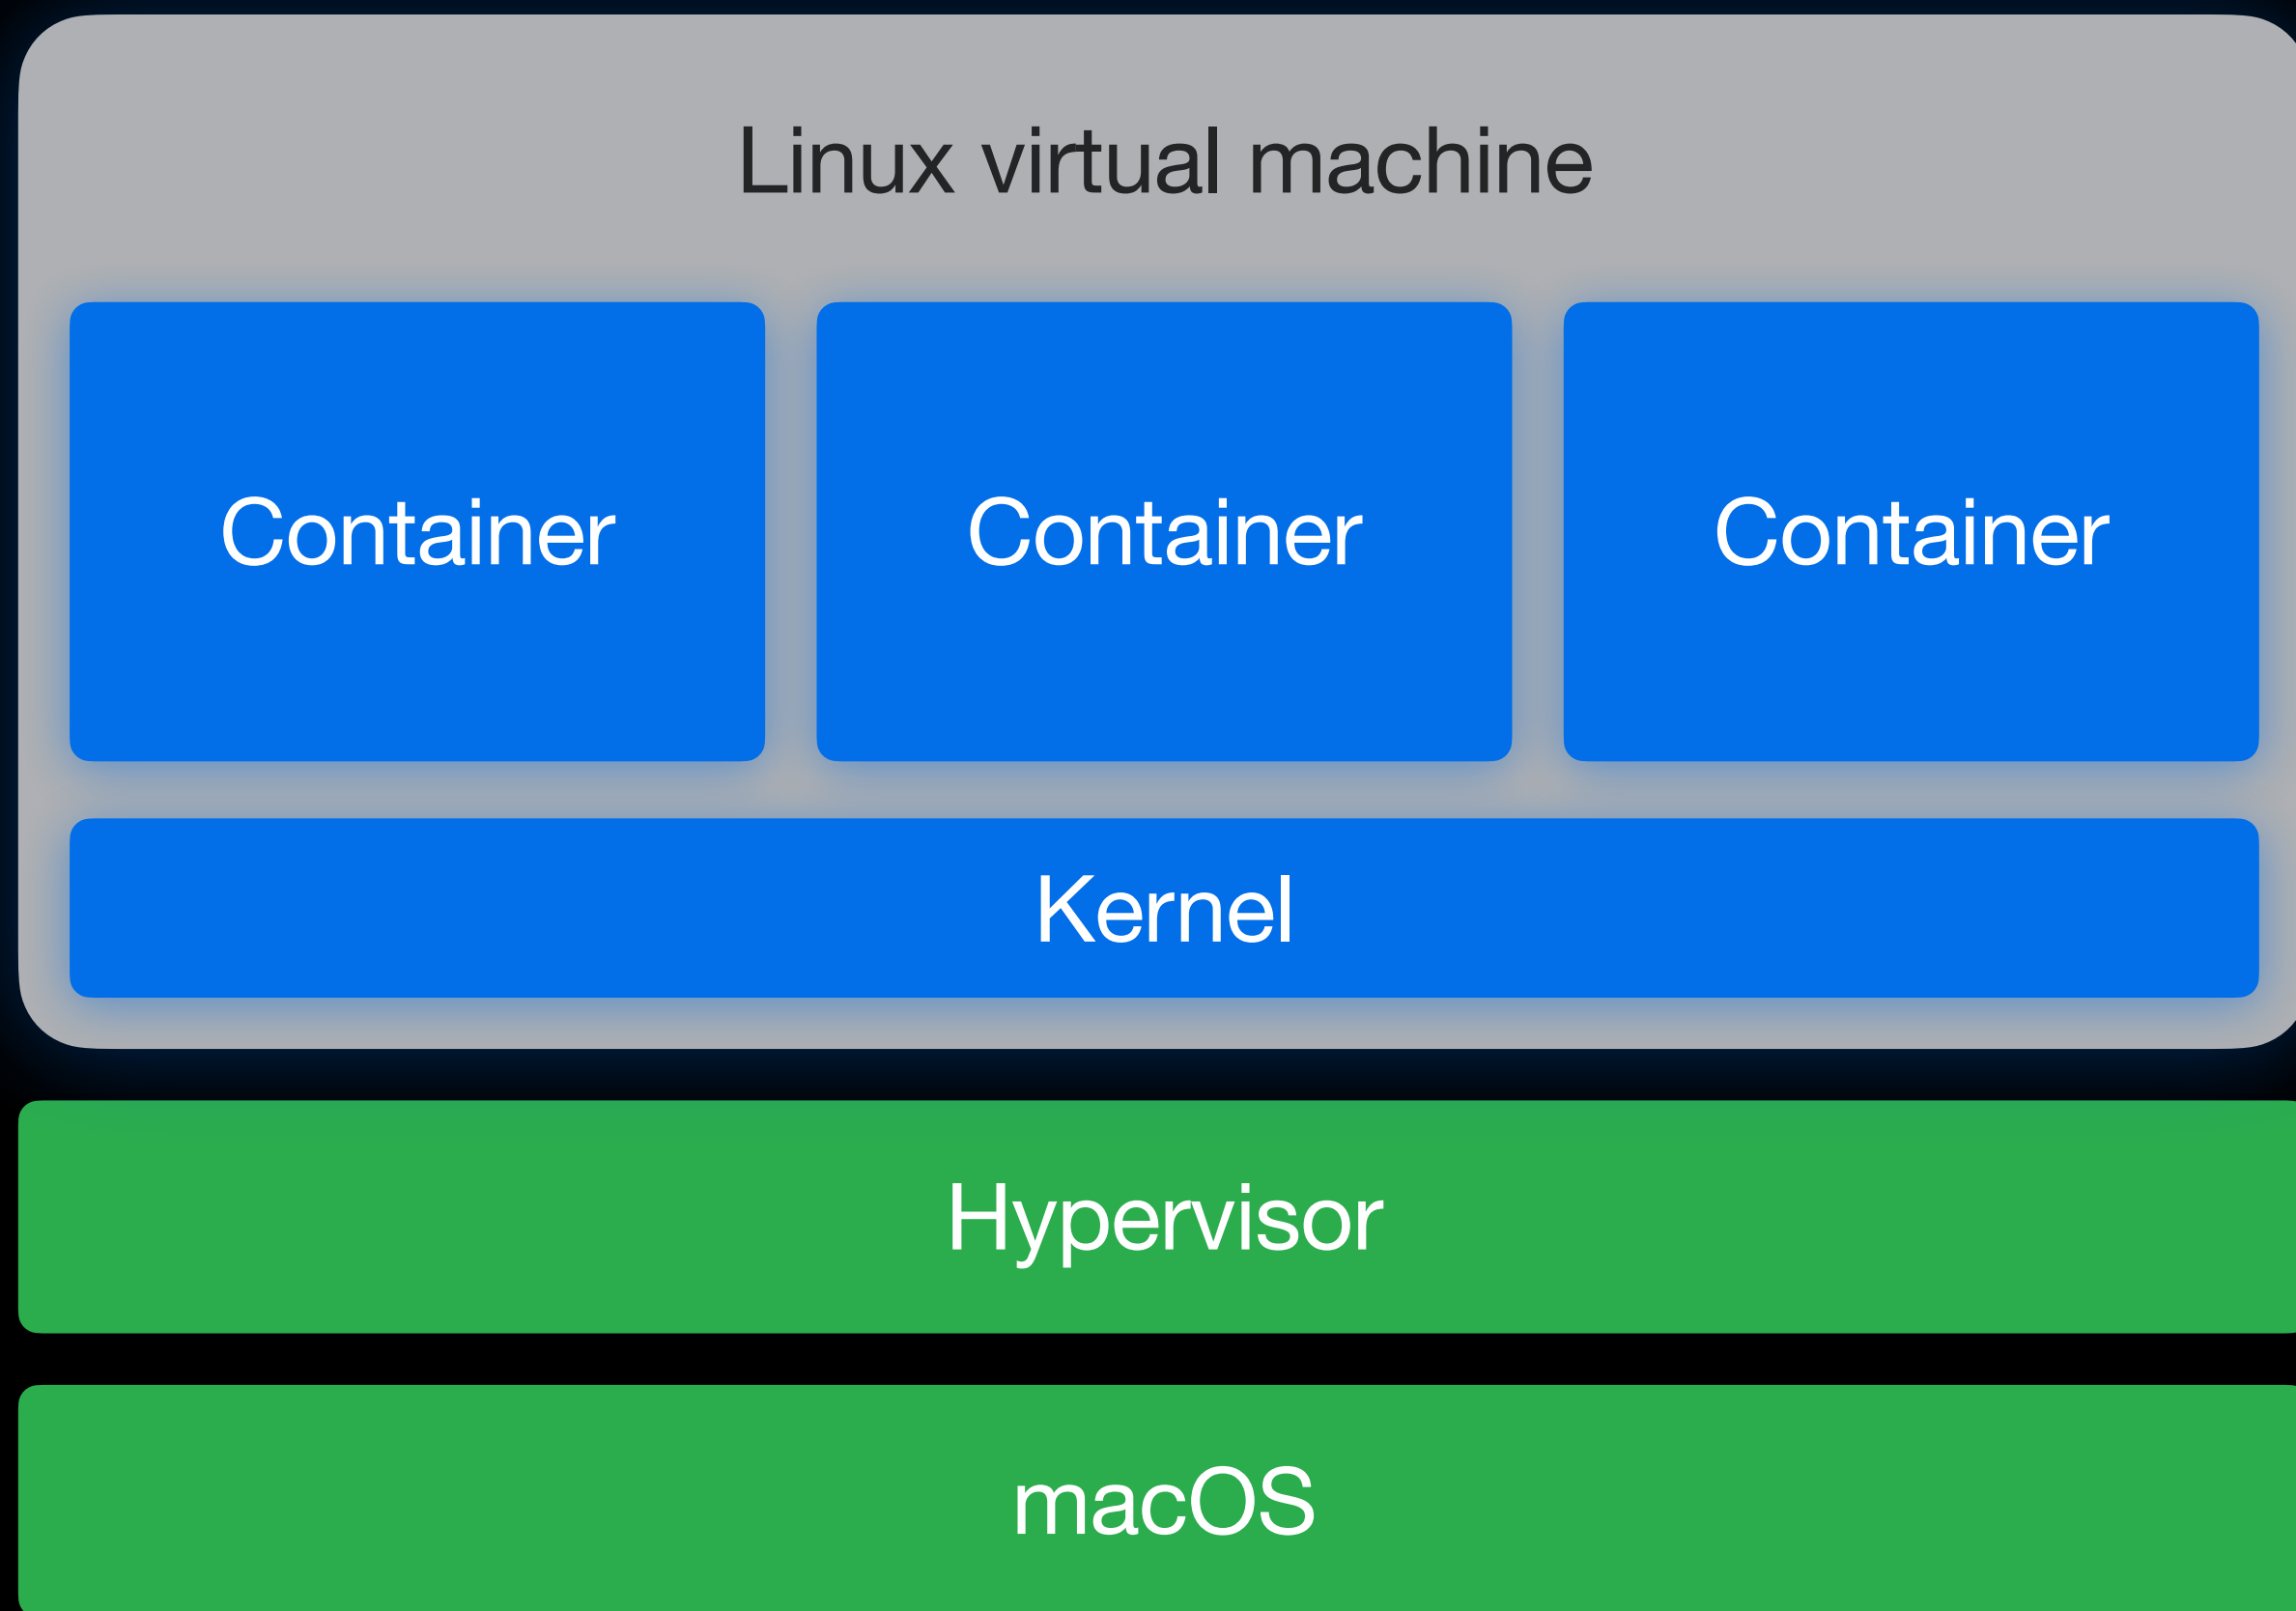 Linux virtual machine
Container
Container
Container
Kernel
Hypervisor
macOS